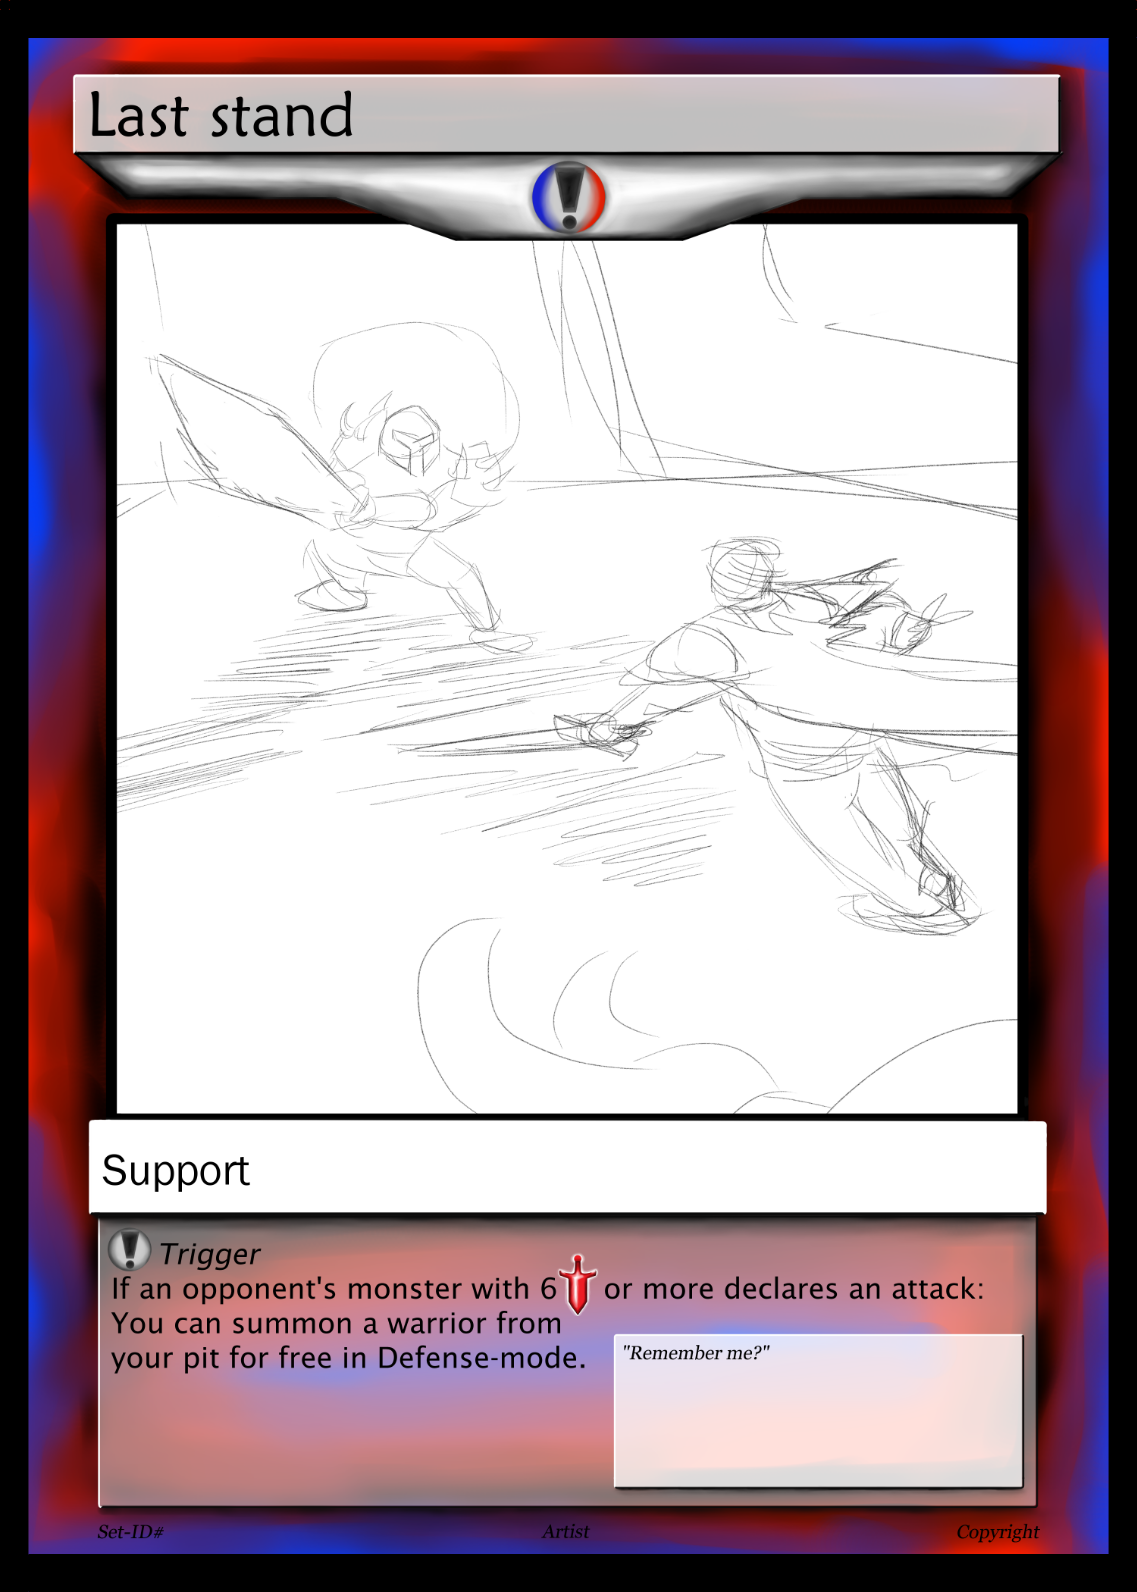 Last stand
Support
Trigger
If an opponent's monster with 6 or more declares an attack:
You can summon a warrior from
your pit for free in Defense-mode.
"Remember me?"
Set-ID# Artist Copyright